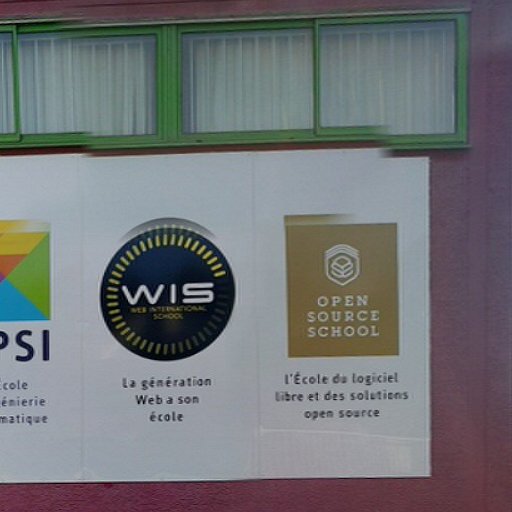 PSI
École
génierie
matique
WIS
WEB INTERNATIONAL
SCHOOL
La génération
Web a son
école
OPEN
SOURCE
SCHOOL
l'École du logiciel
libre et des solutions
open source